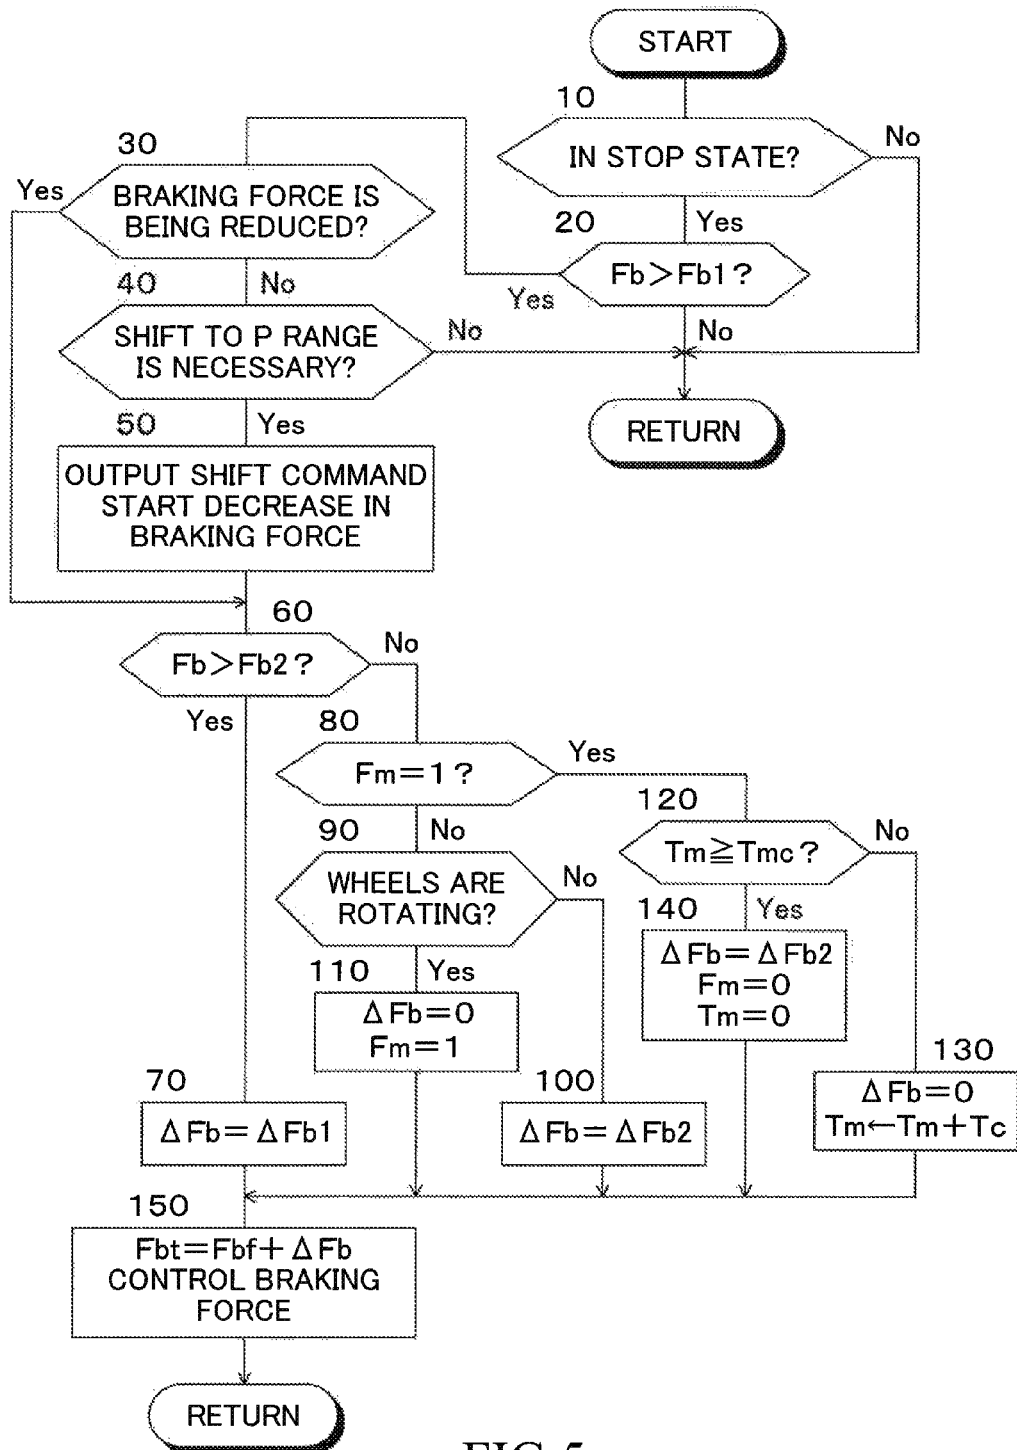 START
10
IN STOP STATE?
No
Yes
20
Fb＞Fb1？
Yes
No
30
BRAKING FORCE IS
BEING REDUCED?
Yes
No
40
SHIFT TO P RANGE
IS NECESSARY?
No
Yes
RETURN
50
OUTPUT SHIFT COMMAND
START DECREASE IN
BRAKING FORCE
60
Fb＞Fb2？
No
Yes
80
Fm＝1？
Yes
No
90
WHEELS ARE
ROTATING?
No
Yes
120
Tm≧Tmc？
No
Yes
140
ΔFb＝ΔFb2
Fm＝0
Tm＝0
110
ΔFb＝0
Fm＝1
130
ΔFb＝0
Tm←Tm＋Tc
70
ΔFb＝ΔFb1
100
ΔFb＝ΔFb2
150
Fbt＝Fbf＋ΔFb
CONTROL BRAKING
FORCE
RETURN
FIG.5